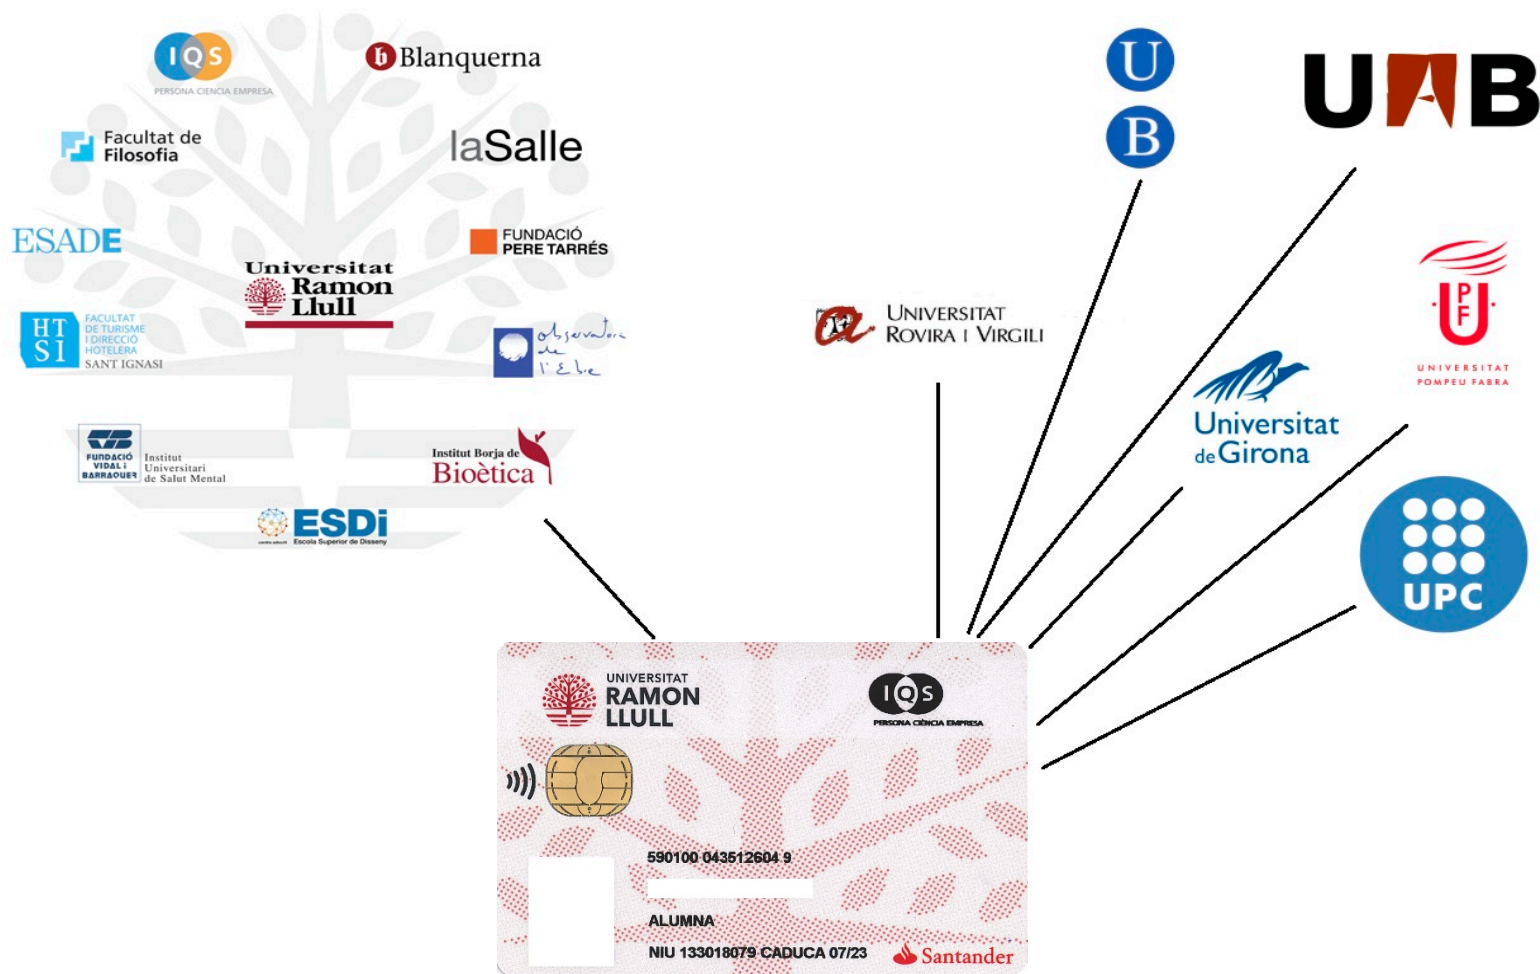 IQS
PERSONA CIENCIA EMPRESA
b Blanquerna
Facultat de
Filosofia
laSalle
ESADE
FUNDACIÓ
PERE TARRÉS
Universitat
Ramon
Llull
HT
SI
FACULTAT
DE TURISME
I DIRECCIÓ
HOTELERA
SANT IGNASI
observatori
de
l'Ebre
FUNDACIÓ
VIDAL i
BARRAQUER
Institut
Universitari
de Salut Mental
Institut Borja de
Bioètica
ESDi
Escola Superior de Disseny
UNIVERSITAT
ROVIRA I VIRGILI
U
B
UAB
UPF
UNIVERSITAT
POMPEU FABRA
Universitat
de Girona
UPC
UNIVERSITAT
RAMON
LLULL
IQS
PERSONA CIÈNCIA EMPRESA
590100 043512604 9
ALUMNA
NIU 133018079 CADUCA 07/23
Santander